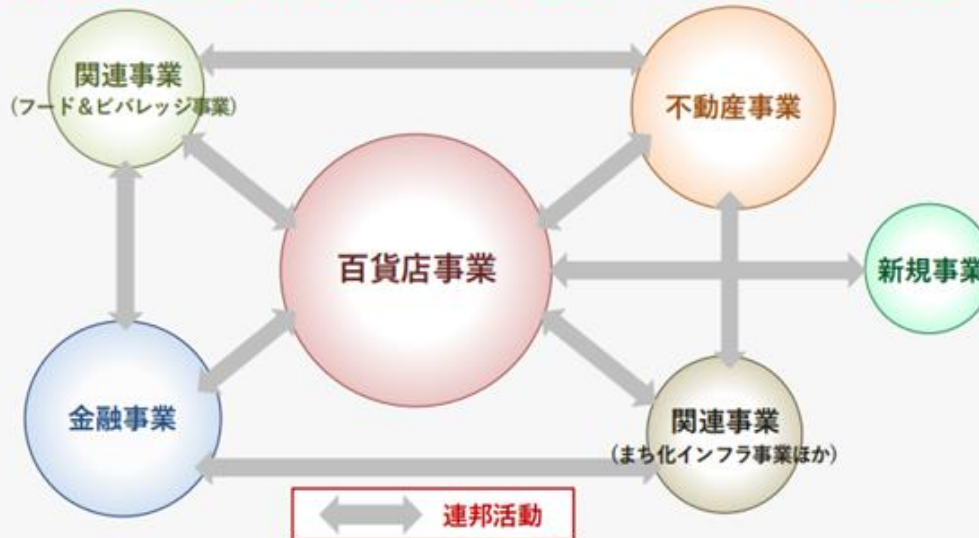 関連事業
(フード&ビバレッジ事業)
不動産事業
百貨店事業
新規事業
金融事業
関連事業
(まち化インフラ事業ほか)
連邦活動